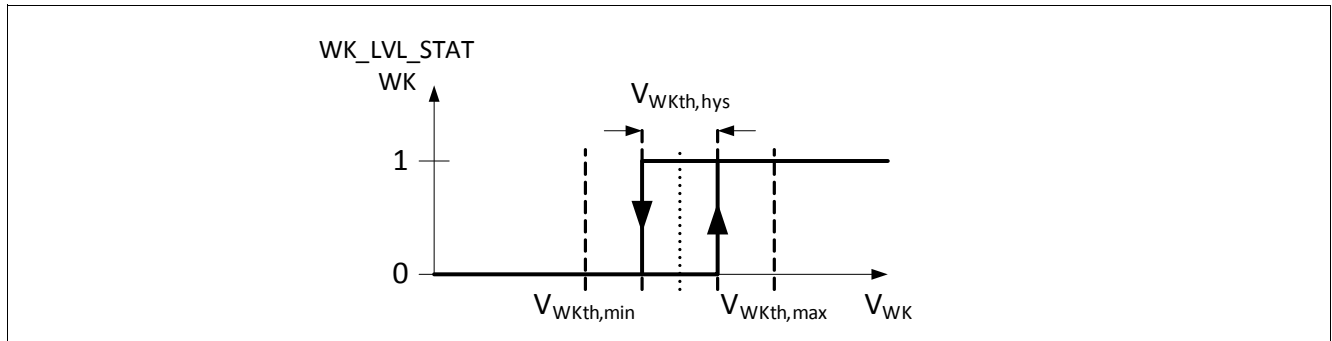 WK_LVL_STAT
WK
V_WKth,hys
1
0
V_WKth,min
V_WKth,max
V_WK